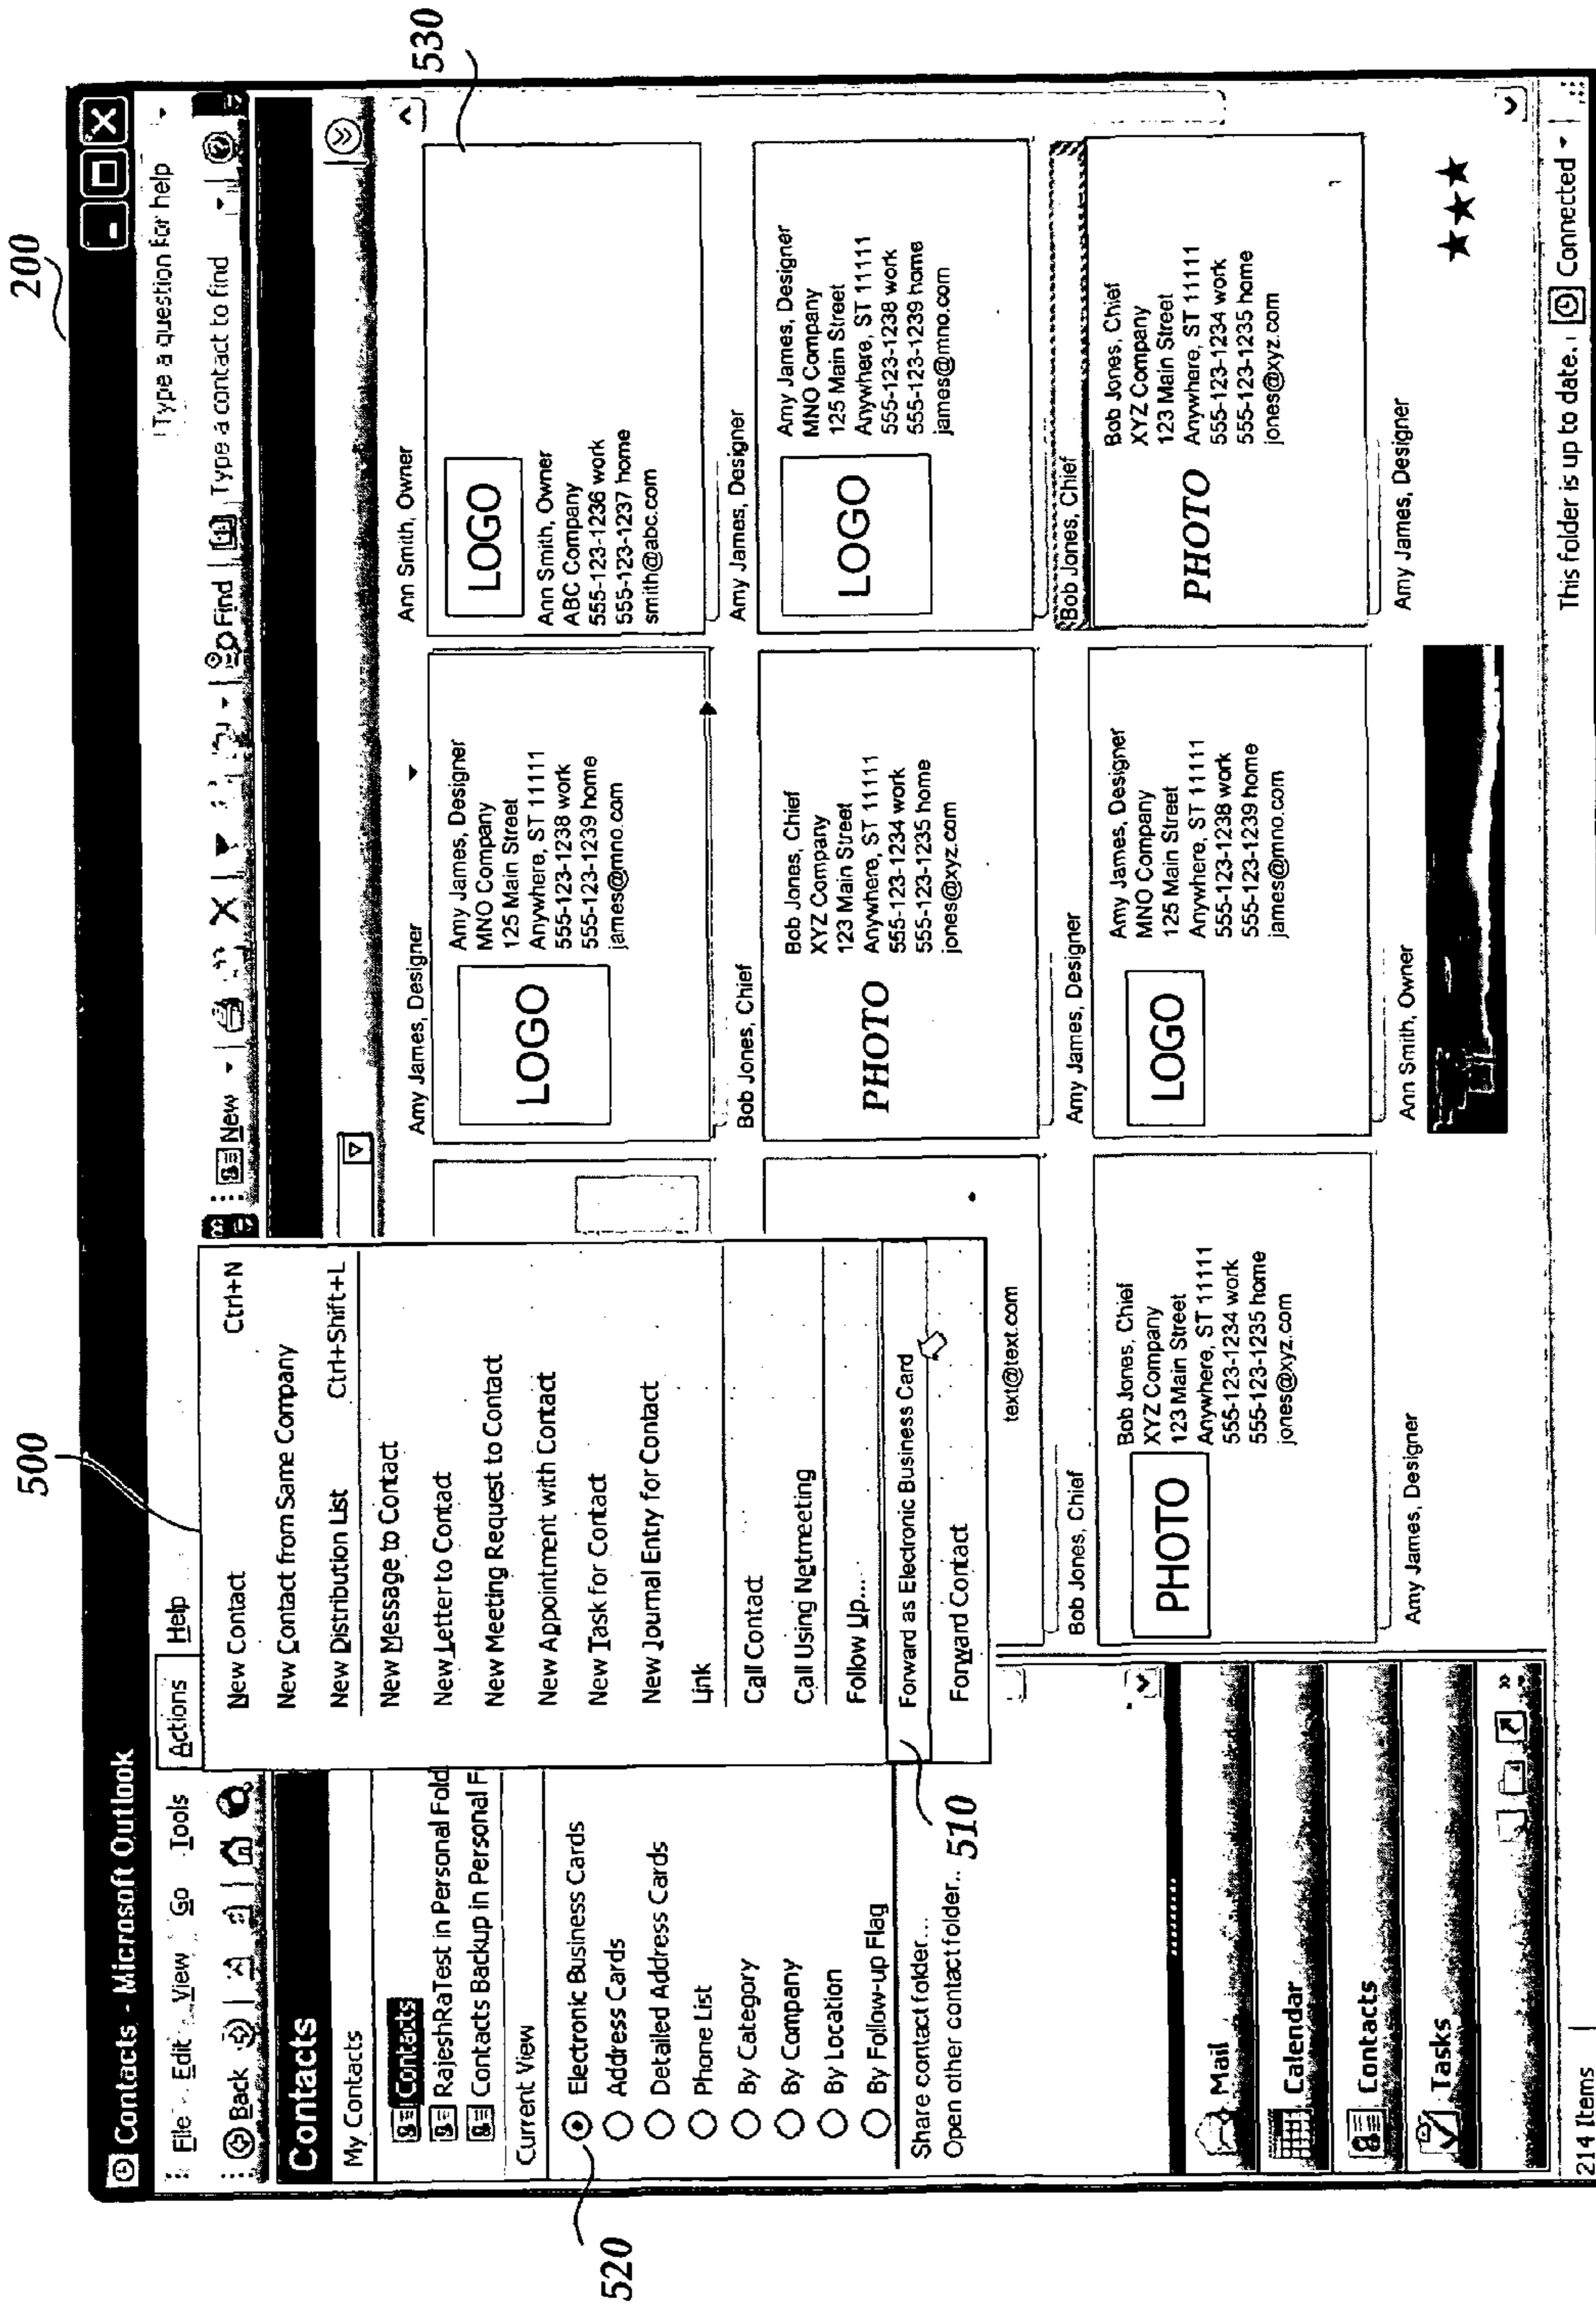 200
500
Contacts - Microsoft Outlook
File Edit View Go Tools Actions Help
Type a question for help
Back
New
Find
Type a contact to find
Contacts
My Contacts
Contacts
RajeshRaTest in Personal Fold
Contacts Backup in Personal F
Current View
Electronic Business Cards
Address Cards
Detailed Address Cards
Phone List
By Category
By Company
By Location
By Follow-up Flag
520
Share contact folder...
Open other contact folder..
510
Mail
Calendar
Contacts
Tasks
New Contact Ctrl+N
New Contact from Same Company
New Distribution List Ctrl+Shift+L
New Message to Contact
New Letter to Contact
New Meeting Request to Contact
New Appointment with Contact
New Task for Contact
New Journal Entry for Contact
Link
Call Contact
Call Using Netmeeting
Follow Up...
Forward as Electronic Business Card
Forward Contact
text@text.com
Bob Jones, Chief
PHOTO
Bob Jones, Chief
XYZ Company
123 Main Street
Anywhere, ST 11111
555-123-1234 work
555-123-1235 home
jones@xyz.com
Amy James, Designer
Amy James, Designer
LOGO
Amy James, Designer
MNO Company
125 Main Street
Anywhere, ST 11111
555-123-1238 work
555-123-1239 home
james@mno.com
Bob Jones, Chief
PHOTO
Bob Jones, Chief
XYZ Company
123 Main Street
Anywhere, ST 11111
555-123-1234 work
555-123-1235 home
jones@xyz.com
Amy James, Designer
LOGO
Amy James, Designer
MNO Company
125 Main Street
Anywhere, ST 11111
555-123-1238 work
555-123-1239 home
james@mno.com
Ann Smith, Owner
Ann Smith, Owner
530
LOGO
Ann Smith, Owner
ABC Company
555-123-1236 work
555-123-1237 home
smith@abc.com
Amy James, Designer
LOGO
Amy James, Designer
MNO Company
125 Main Street
Anywhere, ST 11111
555-123-1238 work
555-123-1239 home
james@mno.com
Bob Jones, Chief
PHOTO
Bob Jones, Chief
XYZ Company
123 Main Street
Anywhere, ST 11111
555-123-1234 work
555-123-1235 home
jones@xyz.com
Amy James, Designer
214 Items
This folder is up to date.
Connected